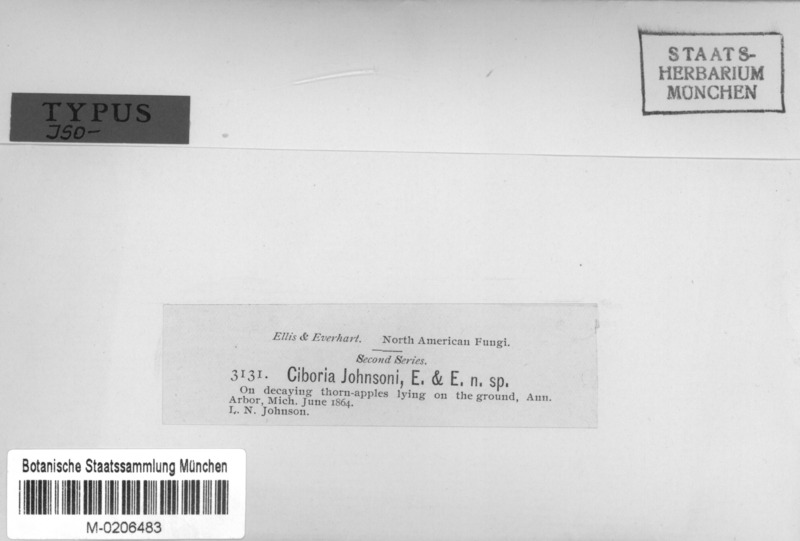 STAATS-
HERBARIUM
MÜNCHEN
TYPUS
ISO-
Ellis & Everhart. North American Fungi.
Second Series.
3131. Ciboria Johnsoni, E. & E. n. sp.
On decaying thorn-apples lying on the ground, Ann.
Arbor, Mich. June 1864.
L. N. Johnson.
Botanische Staatssammlung München
M-0206483